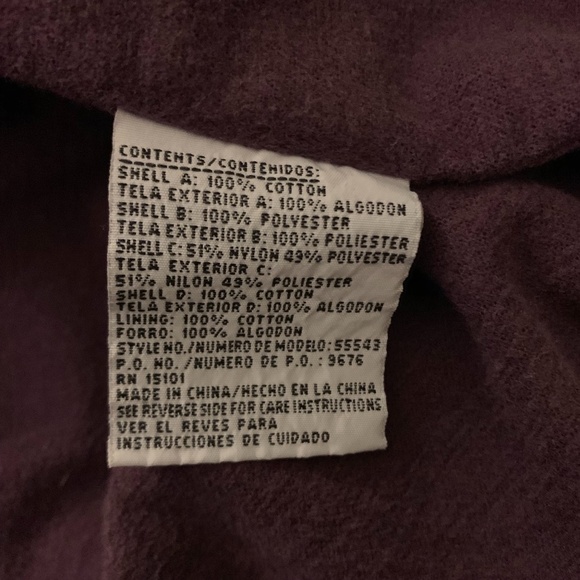 CONTENTS/CONTENIDOS:
SHELL A: 100% COTTON
TELA EXTERIOR A: 100% ALGODON
SHELL B: 100% POLYESTER
TELA EXTERIOR B: 100% POLIESTER
SHELL C: 51% NYLON 49% POLYESTER
TELA EXTERIOR C:
51% NILON 49% POLIESTER
SHELL D: 100% COTTON
TELA EXTERIOR D: 100% ALGODON
LINING: 100% COTTON
FORRO: 100% ALGODON
STYLE NO./NUMERO DE MODELO: 55543
P.O. NO./NUMERO DE P.O. : 9676
RN 15101
MADE IN CHINA/HECHO EN LA CHINA
SEE REVERSE SIDE FOR CARE INSTRUCTIONS
VER EL REVES PARA
INSTRUCCIONES DE CUIDADO